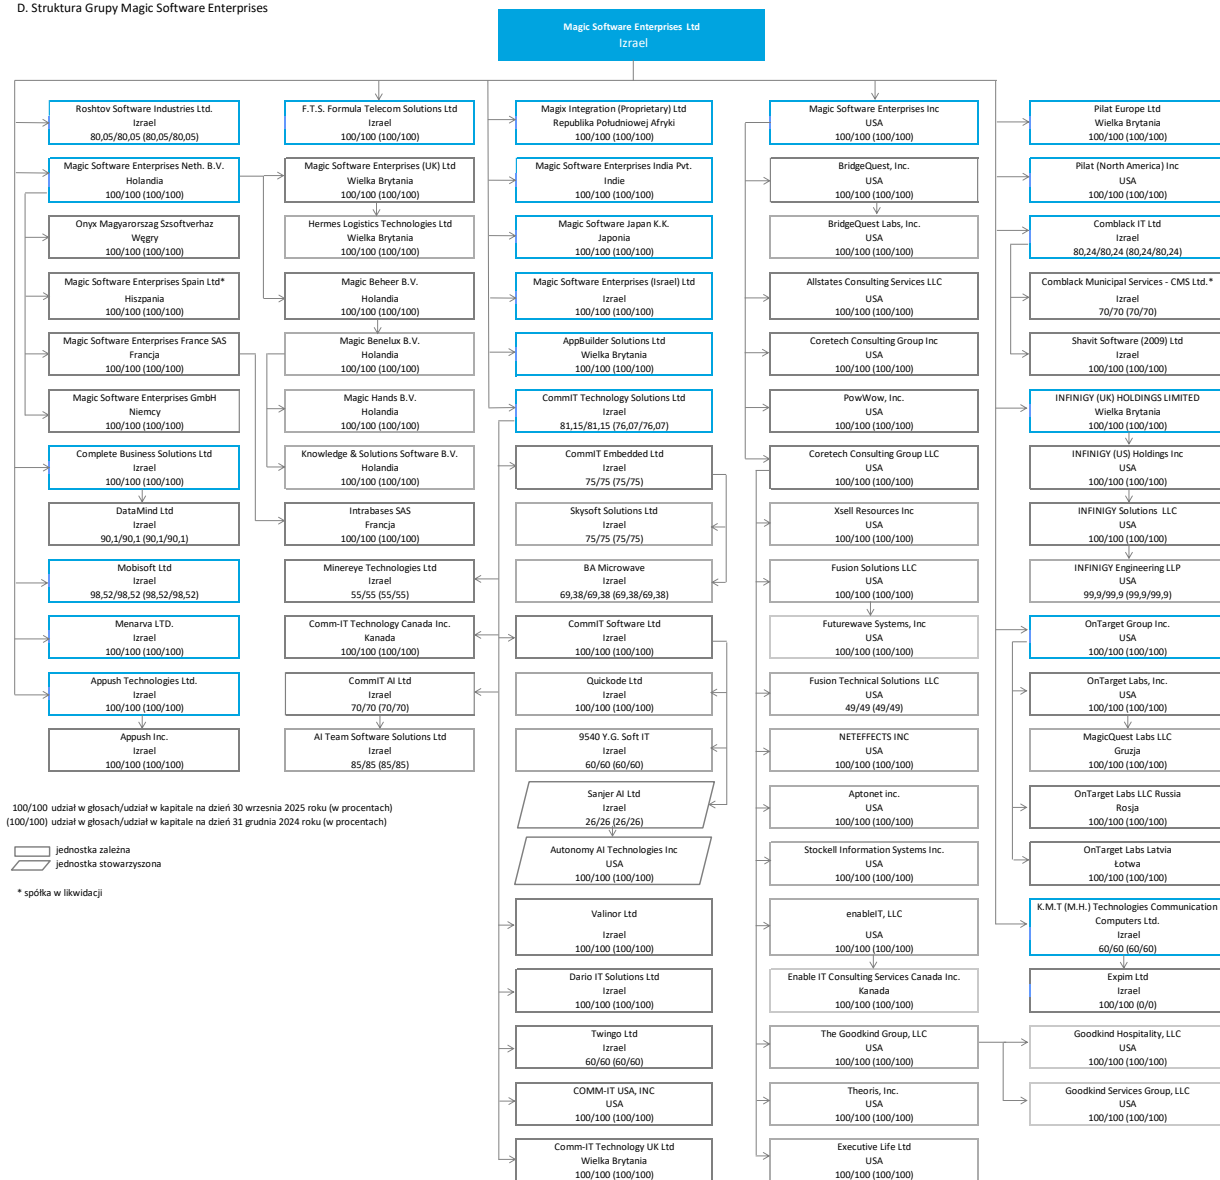 D. Struktura Grupy Magic Software Enterprises
Magic Software Enterprises Ltd
Izrael
Roshtov Software Industries Ltd.
Izrael
80,05/80,05 (80,05/80,05)
Magic Software Enterprises Neth. B.V.
Holandia
100/100 (100/100)
Onyx Magyarorszag Szsoftverhaz
Węgry
100/100 (100/100)
Magic Software Enterprises Spain Ltd*
Hiszpania
100/100 (100/100)
Magic Software Enterprises France SAS
Francja
100/100 (100/100)
Magic Software Enterprises GmbH
Niemcy
100/100 (100/100)
Complete Business Solutions Ltd
Izrael
100/100 (100/100)
DataMind Ltd
Izrael
90,1/90,1 (90,1/90,1)
Mobisoft Ltd
Izrael
98,52/98,52 (98,52/98,52)
Menarva LTD.
Izrael
100/100 (100/100)
Appush Technologies Ltd.
Izrael
100/100 (100/100)
Appush Inc.
Izrael
100/100 (100/100)
F.T.S. Formula Telecom Solutions Ltd
Izrael
100/100 (100/100)
Magic Software Enterprises (UK) Ltd
Wielka Brytania
100/100 (100/100)
Hermes Logistics Technologies Ltd
Wielka Brytania
100/100 (100/100)
Magic Beheer B.V.
Holandia
100/100 (100/100)
Magic Benelux B.V.
Holandia
100/100 (100/100)
Magic Hands B.V.
Holandia
100/100 (100/100)
Knowledge & Solutions Software B.V.
Holandia
100/100 (100/100)
Intrabases SAS
Francja
100/100 (100/100)
Minereye Technologies Ltd
Izrael
55/55 (55/55)
Comm-IT Technology Canada Inc.
Kanada
100/100 (100/100)
CommIT AI Ltd
Izrael
70/70 (70/70)
AI Team Software Solutions Ltd
Izrael
85/85 (85/85)
Magix Integration (Proprietary) Ltd
Republika Południowej Afryki
100/100 (100/100)
Magic Software Enterprises India Pvt.
Indie
100/100 (100/100)
Magic Software Japan K.K.
Japonia
100/100 (100/100)
Magic Software Enterprises (Israel) Ltd
Izrael
100/100 (100/100)
AppBuilder Solutions Ltd
Wielka Brytania
100/100 (100/100)
CommIT Technology Solutions Ltd
Izrael
81,15/81,15 (76,07/76,07)
CommIT Embedded Ltd
Izrael
75/75 (75/75)
Skysoft Solutions Ltd
Izrael
75/75 (75/75)
BA Microwave
Izrael
69,38/69,38 (69,38/69,38)
CommIT Software Ltd
Izrael
100/100 (100/100)
Quickode Ltd
Izrael
100/100 (100/100)
9540 Y.G. Soft IT
Izrael
60/60 (60/60)
Sanjer AI Ltd
Izrael
26/26 (26/26)
Autonomy AI Technologies Inc
USA
100/100 (100/100)
Valinor Ltd
Izrael
100/100 (100/100)
Dario IT Solutions Ltd
Izrael
100/100 (100/100)
Twingo Ltd
Izrael
60/60 (60/60)
COMM-IT USA, INC
USA
100/100 (100/100)
Comm-IT Technology UK Ltd
Wielka Brytania
100/100 (100/100)
Magic Software Enterprises Inc
USA
100/100 (100/100)
BridgeQuest, Inc.
USA
100/100 (100/100)
BridgeQuest Labs, Inc.
USA
100/100 (100/100)
Allstates Consulting Services LLC
USA
100/100 (100/100)
Coretech Consulting Group Inc
USA
100/100 (100/100)
PowWow, Inc.
USA
100/100 (100/100)
Coretech Consulting Group LLC
USA
100/100 (100/100)
Xsell Resources Inc
USA
100/100 (100/100)
Fusion Solutions LLC
USA
100/100 (100/100)
Futurewave Systems, Inc
USA
100/100 (100/100)
Fusion Technical Solutions LLC
USA
49/49 (49/49)
NETEFFECTS INC
USA
100/100 (100/100)
Aptonet inc.
USA
100/100 (100/100)
Stockell Information Systems Inc.
USA
100/100 (100/100)
enableIT, LLC
USA
100/100 (100/100)
Enable IT Consulting Services Canada Inc.
Kanada
100/100 (100/100)
The Goodkind Group, LLC
USA
100/100 (100/100)
Theoris, Inc.
USA
100/100 (100/100)
Executive Life Ltd
USA
100/100 (100/100)
Pilat Europe Ltd
Wielka Brytania
100/100 (100/100)
Pilat (North America) Inc
USA
100/100 (100/100)
Comblack IT Ltd
Izrael
80,24/80,24 (80,24/80,24)
Comblack Municipal Services - CMS Ltd.*
Izrael
70/70 (70/70)
Shavit Software (2009) Ltd
Izrael
100/100 (100/100)
INFINIGY (UK) HOLDINGS LIMITED
Wielka Brytania
100/100 (100/100)
INFINIGY (US) Holdings Inc
USA
100/100 (100/100)
INFINIGY Solutions LLC
USA
100/100 (100/100)
INFINIGY Engineering LLP
USA
99,9/99,9 (99,9/99,9)
OnTarget Group Inc.
USA
100/100 (100/100)
OnTarget Labs, Inc.
USA
100/100 (100/100)
MagicQuest Labs LLC
Gruzja
100/100 (100/100)
OnTarget Labs LLC Russia
Rosja
100/100 (100/100)
OnTarget Labs Latvia
Łotwa
100/100 (100/100)
K.M.T (M.H.) Technologies Communication
Computers Ltd.
Izrael
60/60 (60/60)
Expim Ltd
Izrael
100/100 (0/0)
Goodkind Hospitality, LLC
USA
100/100 (100/100)
Goodkind Services Group, LLC
USA
100/100 (100/100)
100/100 udział w głosach/udział w kapitale na dzień 30 wrzesnia 2025 roku (w procentach)
(100/100) udział w głosach/udział w kapitale na dzień 31 grudnia 2024 roku (w procentach)
jednostka zależna
jednostka stowarzyszona
* spółka w likwidacji